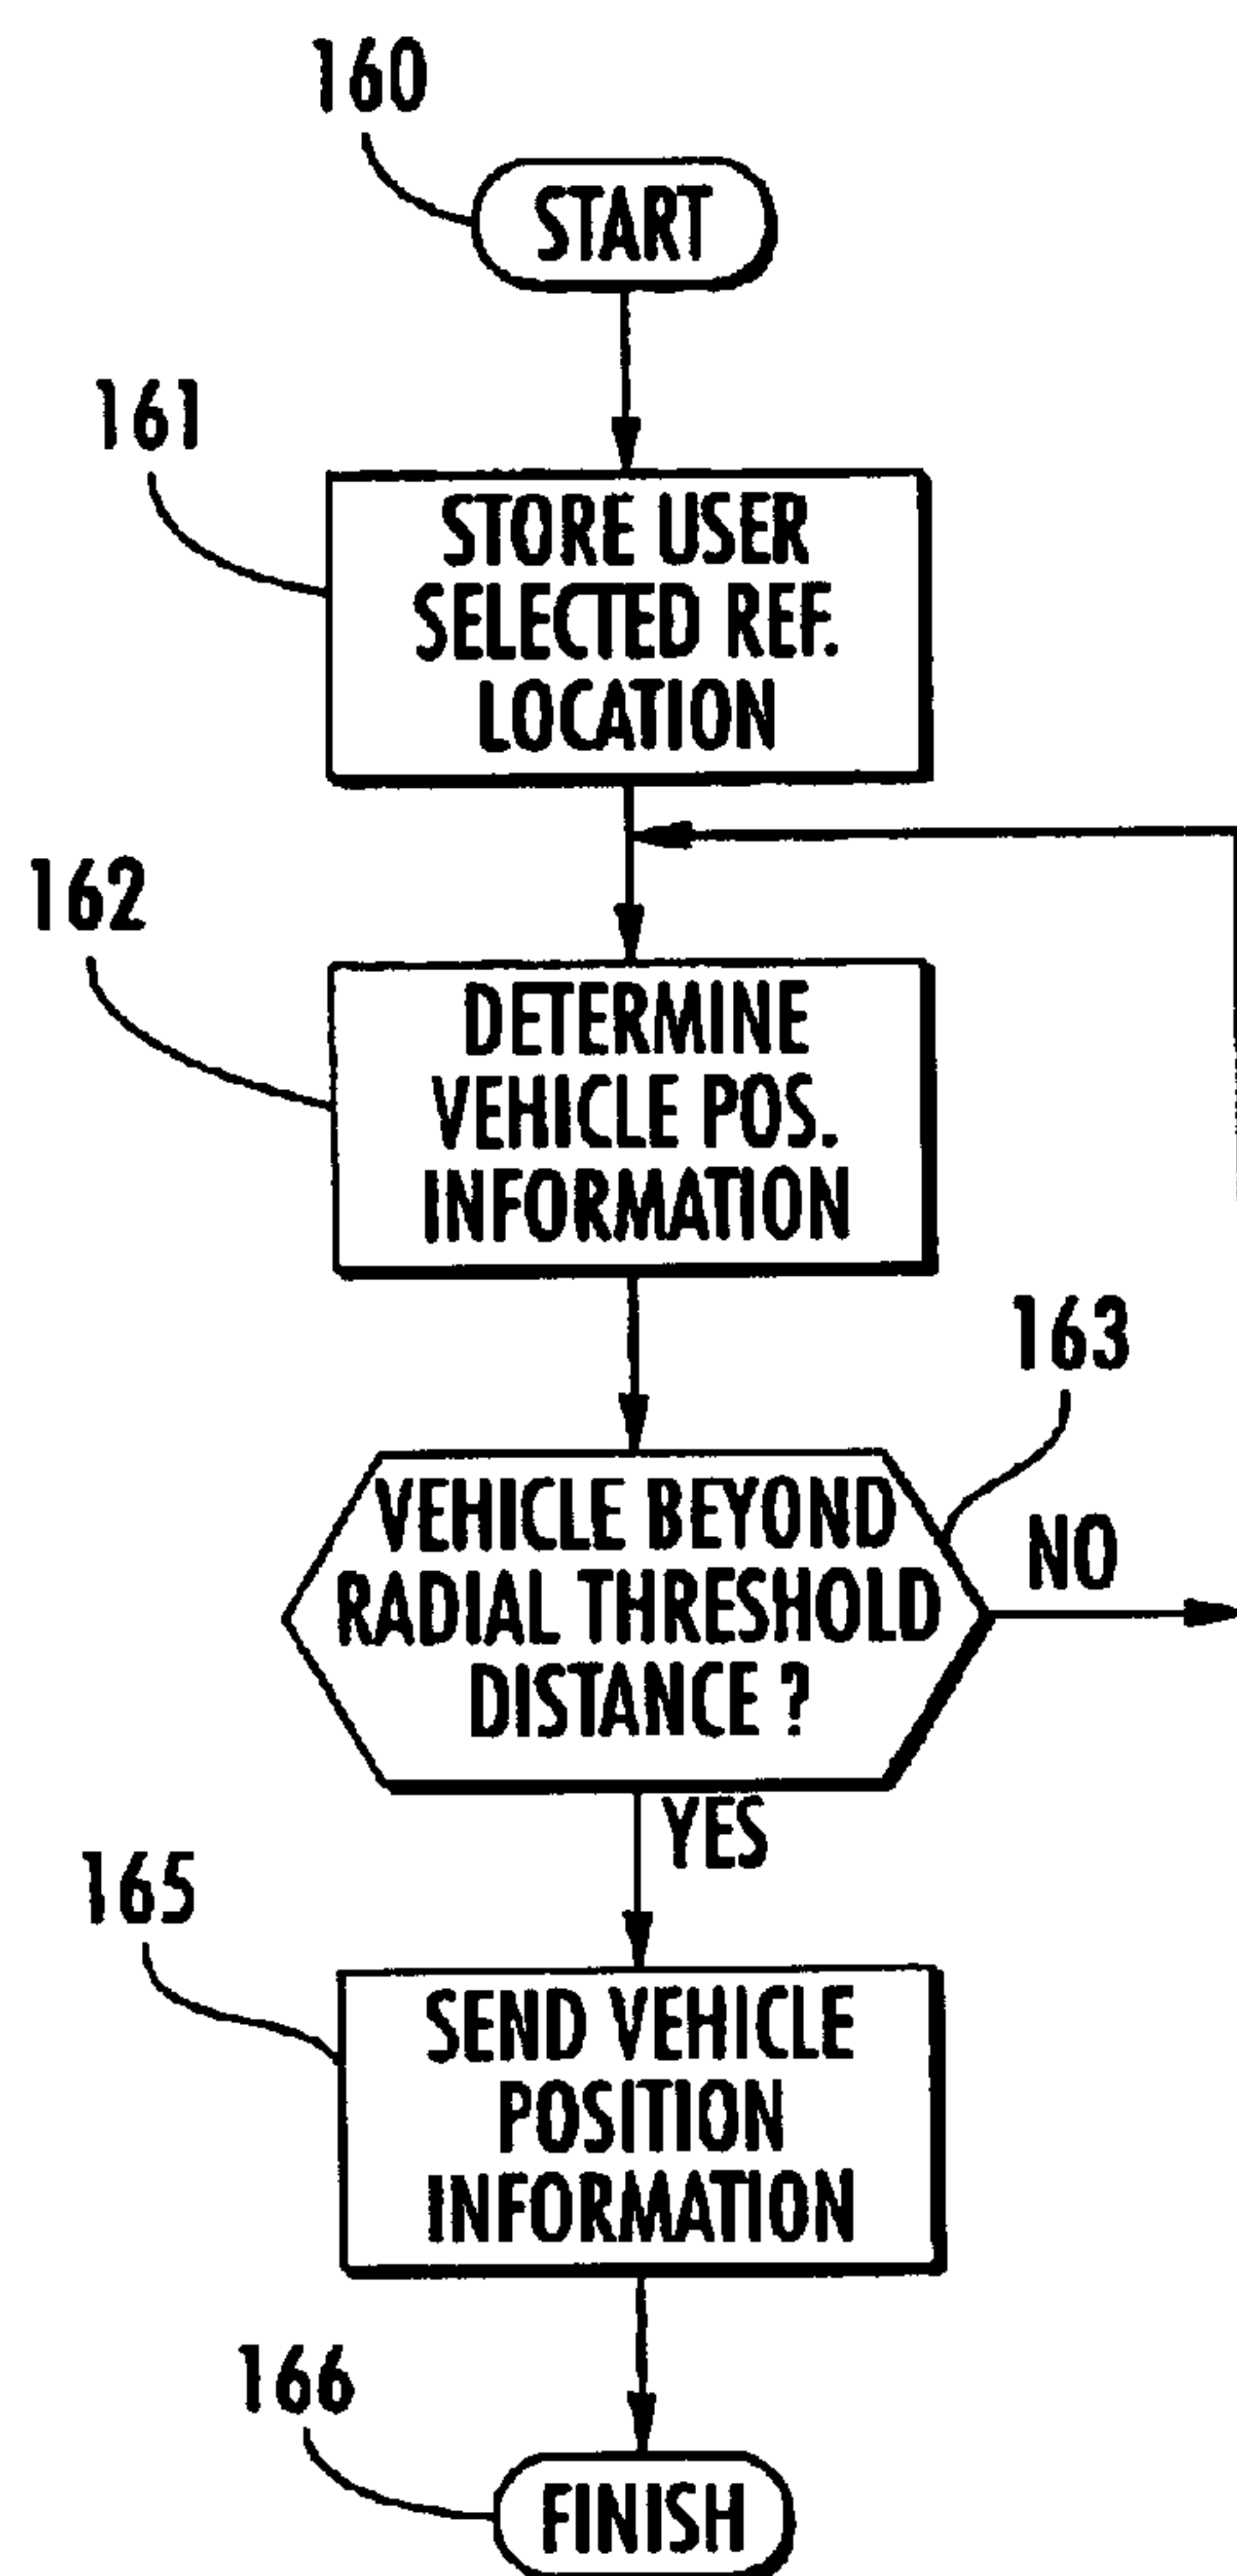 160
START
161
STORE USER
SELECTED REF.
LOCATION
162
DETERMINE
VEHICLE POS.
INFORMATION
163
VEHICLE BEYOND
RADIAL THRESHOLD
DISTANCE ?
NO
YES
165
SEND VEHICLE
POSITION
INFORMATION
166
FINISH